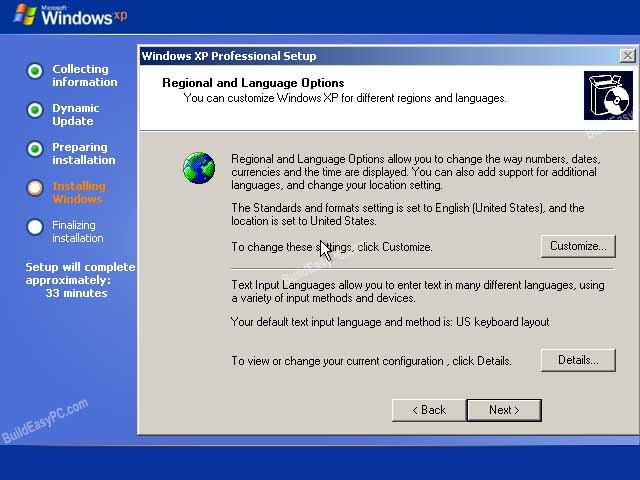 Microsoft
Windows xp
Collecting
information
Dynamic
Update
Preparing
installation
Installing
Windows
Finalizing
installation
Setup will complete
approximately:
33 minutes
Windows XP Professional Setup
Regional and Language Options
You can customize Windows XP for different regions and languages.
Regional and Language Options allow you to change the way numbers, dates,
currencies and the time are displayed. You can also add support for additional
languages, and change your location setting.
The Standards and formats setting is set to English (United States), and the
location is set to United States.
To change these settings, click Customize.
Customize...
Text Input Languages allow you to enter text in many different languages, using
a variety of input methods and devices.
Your default text input language and method is: US keyboard layout
To view or change your current configuration , click Details.
Details...
< Back
Next >
BuildEasyPC.com